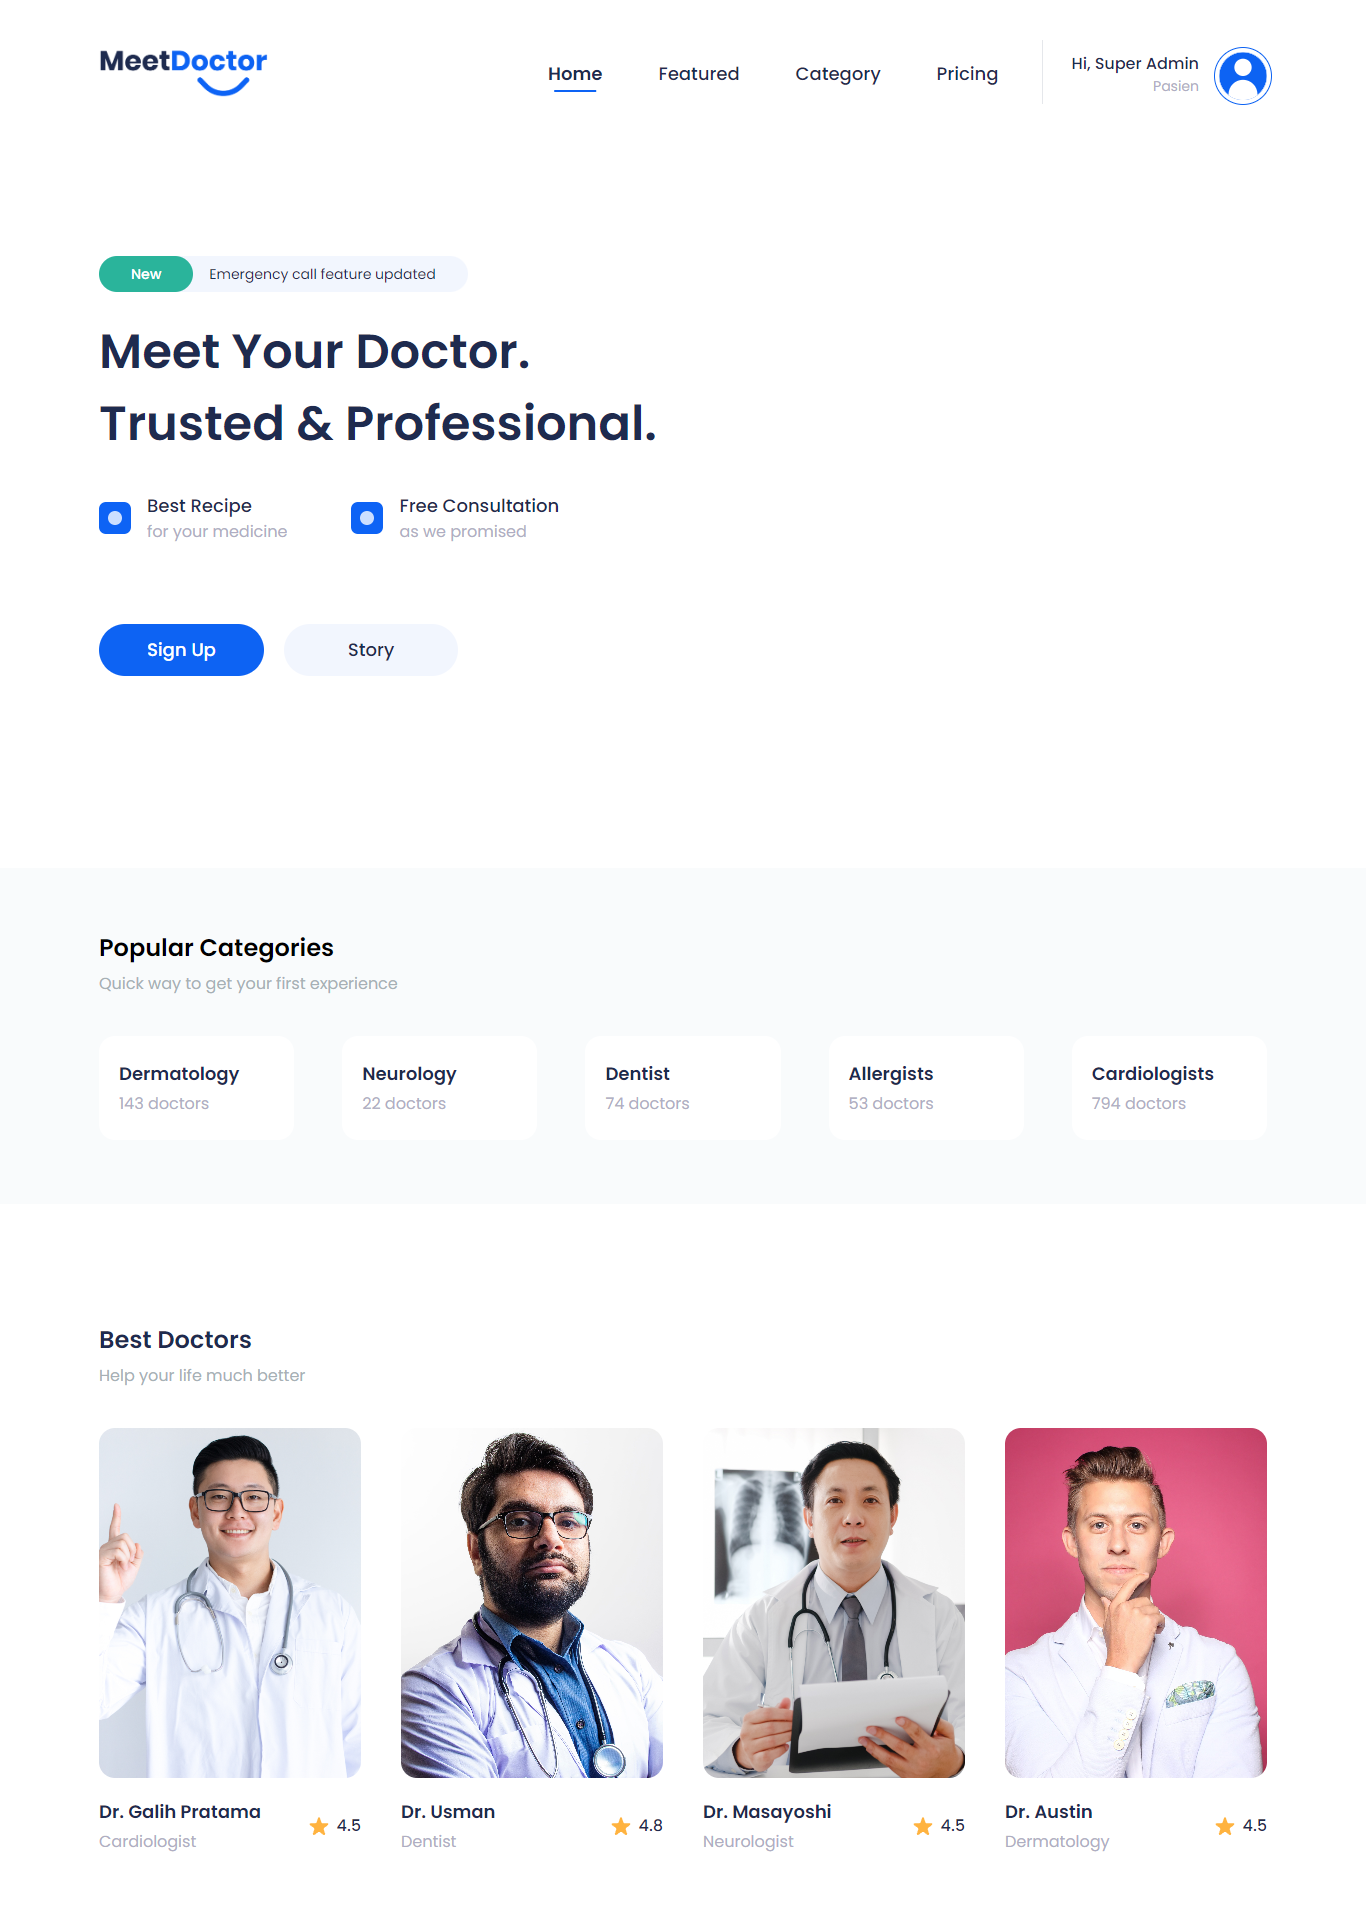 MeetDoctor
Home
Featured
Category
Pricing
Hi, Super Admin
Pasien
New
Emergency call feature updated
Meet Your Doctor.
Trusted & Professional.
Best Recipe
for your medicine
Free Consultation
as we promised
Sign Up
Story
Popular Categories
Quick way to get your first experience
Dermatology
143 doctors
Neurology
22 doctors
Dentist
74 doctors
Allergists
53 doctors
Cardiologists
794 doctors
Best Doctors
Help your life much better
Dr. Galih Pratama
Cardiologist
4.5
Dr. Usman
Dentist
4.8
Dr. Masayoshi
Neurologist
4.5
Dr. Austin
Dermatology
4.5